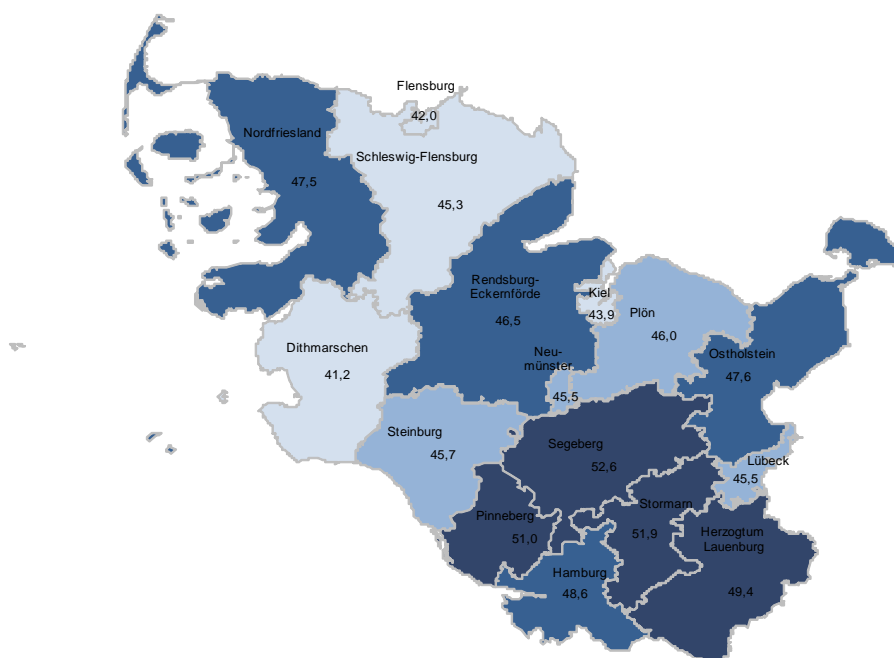 Flensburg
42,0
Nordfriesland
47,5
Schleswig-Flensburg
45,3
Rendsburg-
Eckernförde
46,5
Kiel
43,9
Plön
46,0
Ostholstein
47,6
Neu-
münster
45,5
Dithmarschen
41,2
Steinburg
45,7
Segeberg
52,6
Lübeck
45,5
Pinneberg
51,0
Stormarn
51,9
Herzogtum
Lauenburg
49,4
Hamburg
48,6